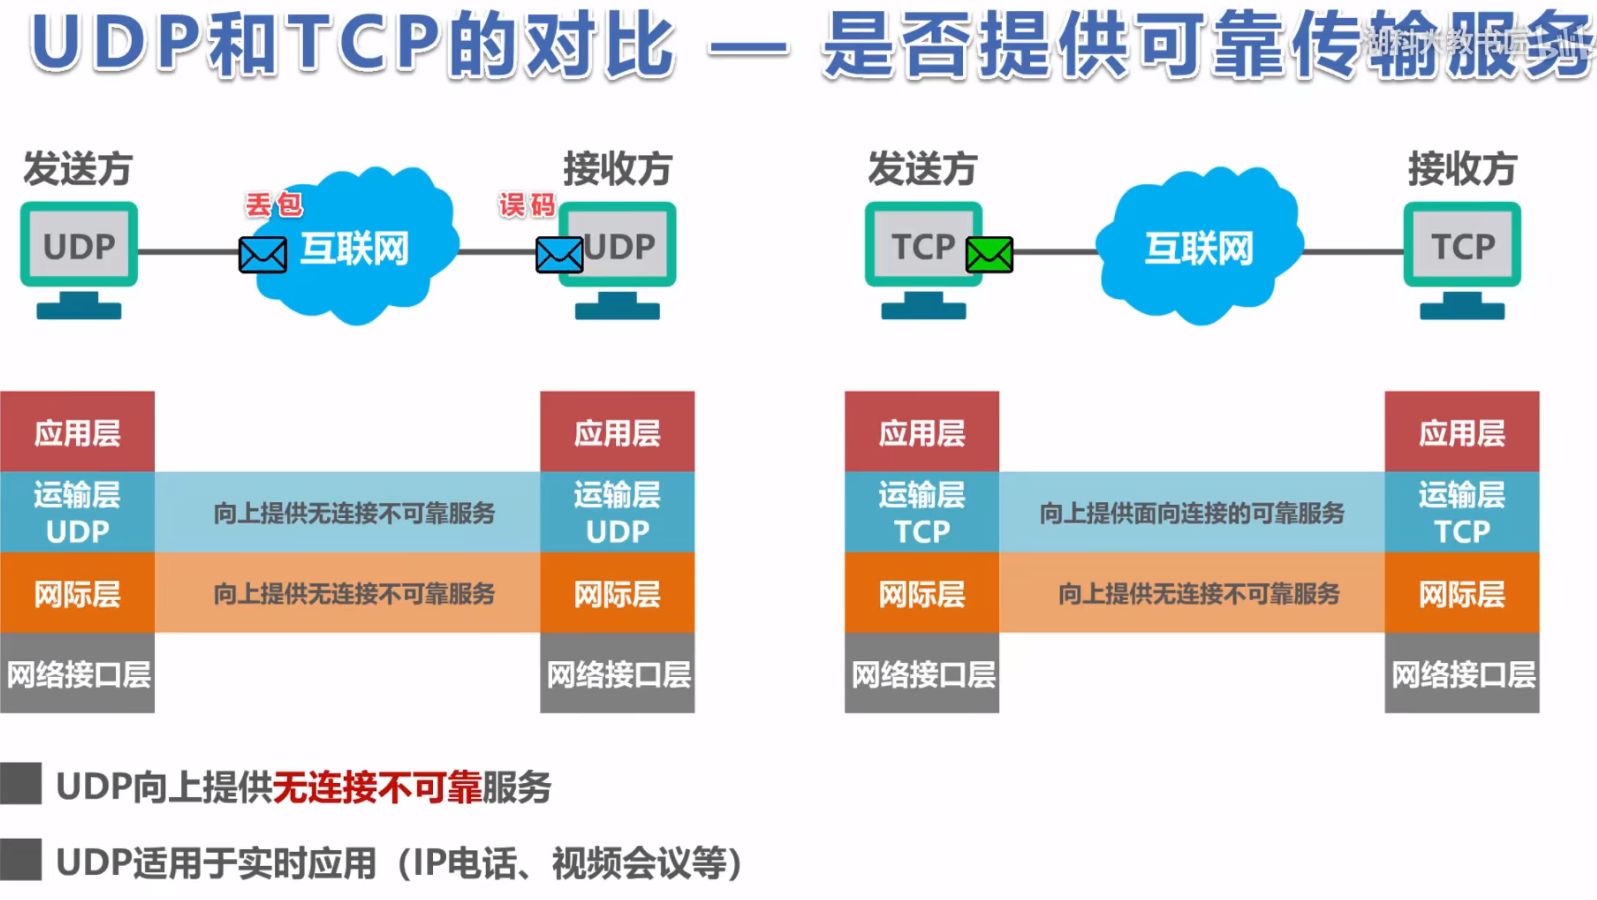 UDP和TCP的对比 — 是否提供可靠传输服务
湖科大教书匠 bilibili
发送方
丢包
误码
接收方
UDP
互联网
UDP
应用层
应用层
运输层
UDP
向上提供无连接不可靠服务
运输层
UDP
网际层
向上提供无连接不可靠服务
网际层
网络接口层
网络接口层
发送方
接收方
TCP
互联网
TCP
应用层
应用层
运输层
TCP
向上提供面向连接的可靠服务
运输层
TCP
网际层
向上提供无连接不可靠服务
网际层
网络接口层
网络接口层
UDP向上提供无连接不可靠服务
UDP适用于实时应用（IP电话、视频会议等）